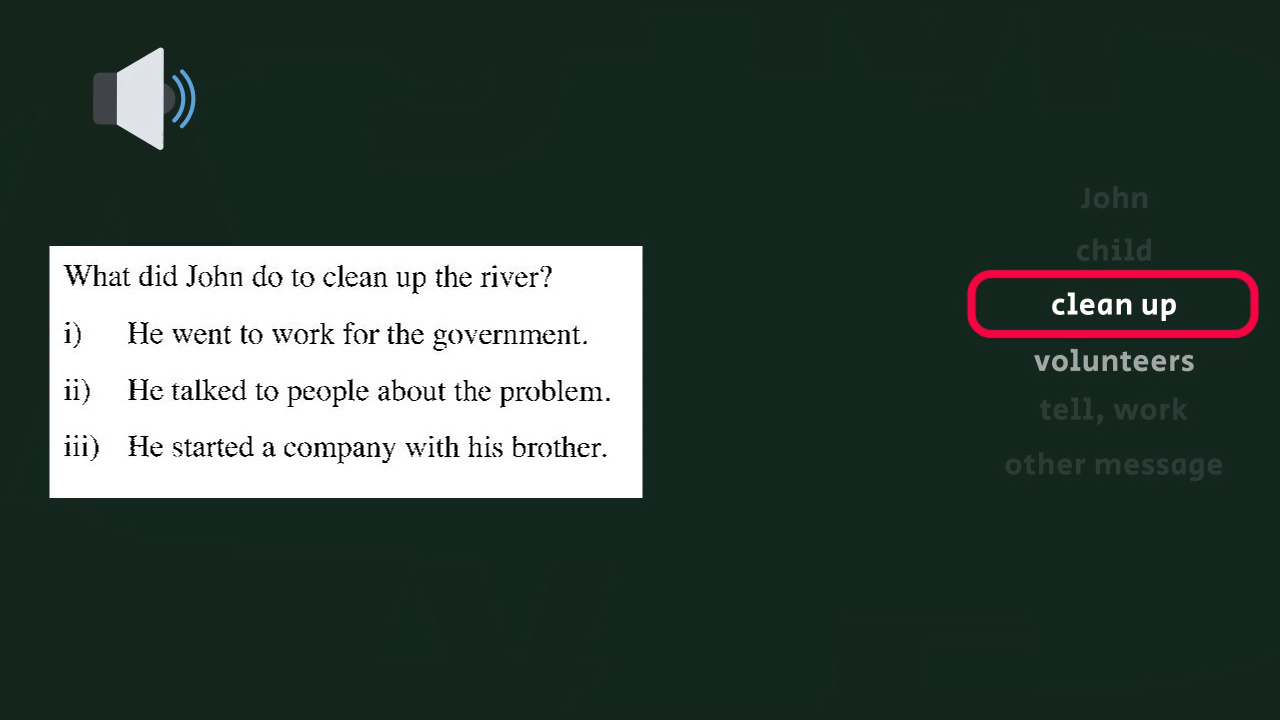 What did John do to clean up the river?
i) He went to work for the government.
ii) He talked to people about the problem.
iii) He started a company with his brother.
John
child
clean up
volunteers
tell, work
other message